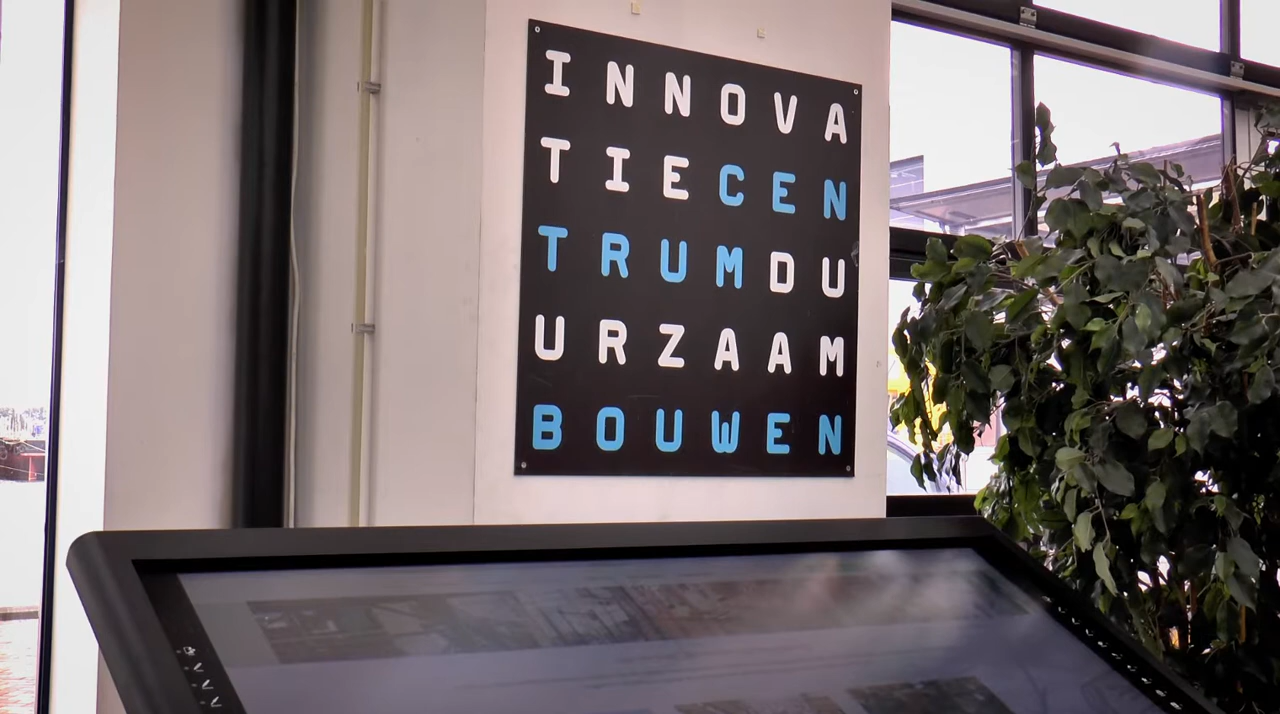 INNOVA
TIECEN
TRUMDU
URZAAM
BOUWEN